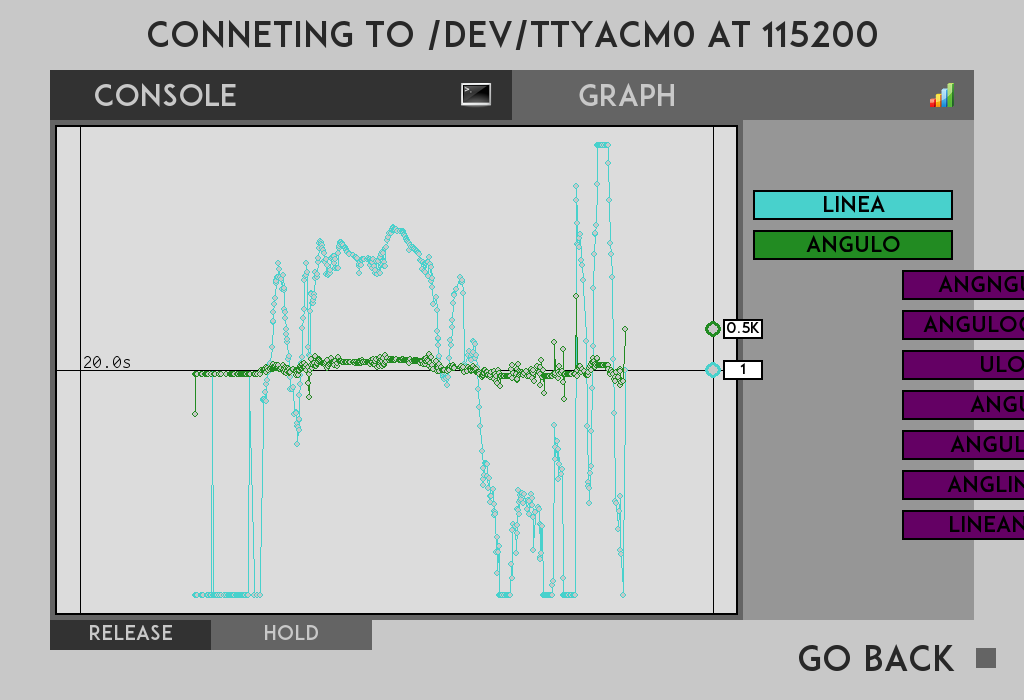 CONNETING TO /DEV/TTYACM0 AT 115200
CONSOLE
GRAPH
LINEA
ANGULO
ANGNGU
ANGULOC
0.5K
20.0s
ULO
1
ANGU
ANGUL
ANGLIN
LINEAN
RELEASE
HOLD
GO BACK